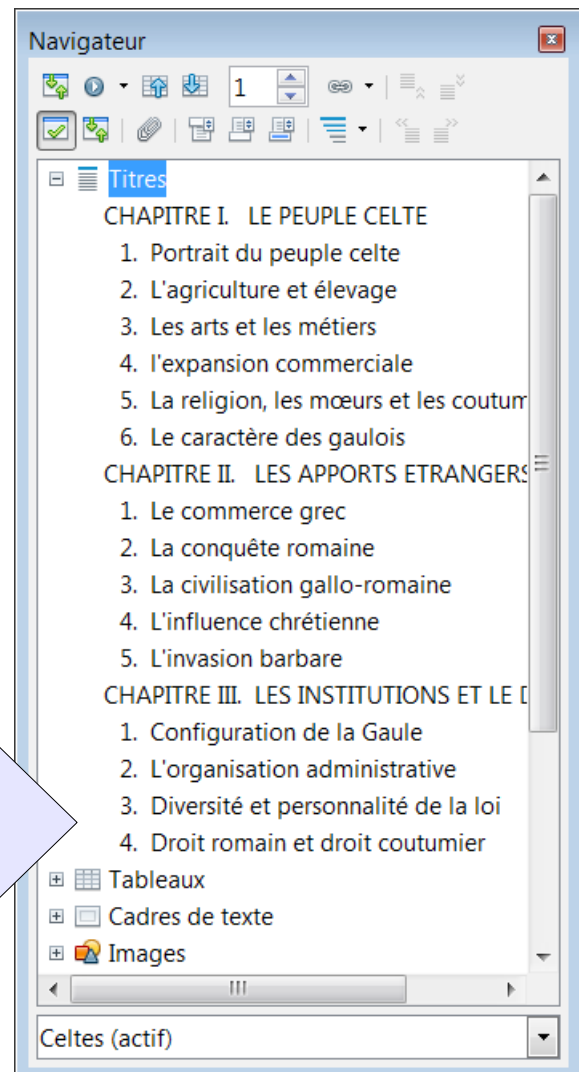 Navigateur
1
Titres
CHAPITRE I. LE PEUPLE CELTE
1. Portrait du peuple celte
2. L'agriculture et élevage
3. Les arts et les métiers
4. l'expansion commerciale
5. La religion, les mœurs et les coutum
6. Le caractère des gaulois
CHAPITRE II. LES APPORTS ETRANGERS
1. Le commerce grec
2. La conquête romaine
3. La civilisation gallo-romaine
4. L'influence chrétienne
5. L'invasion barbare
CHAPITRE III. LES INSTITUTIONS ET LE
1. Configuration de la Gaule
2. L'organisation administrative
3. Diversité et personnalité de la loi
4. Droit romain et droit coutumier
Tableaux
Cadres de texte
Images
Celtes (actif)